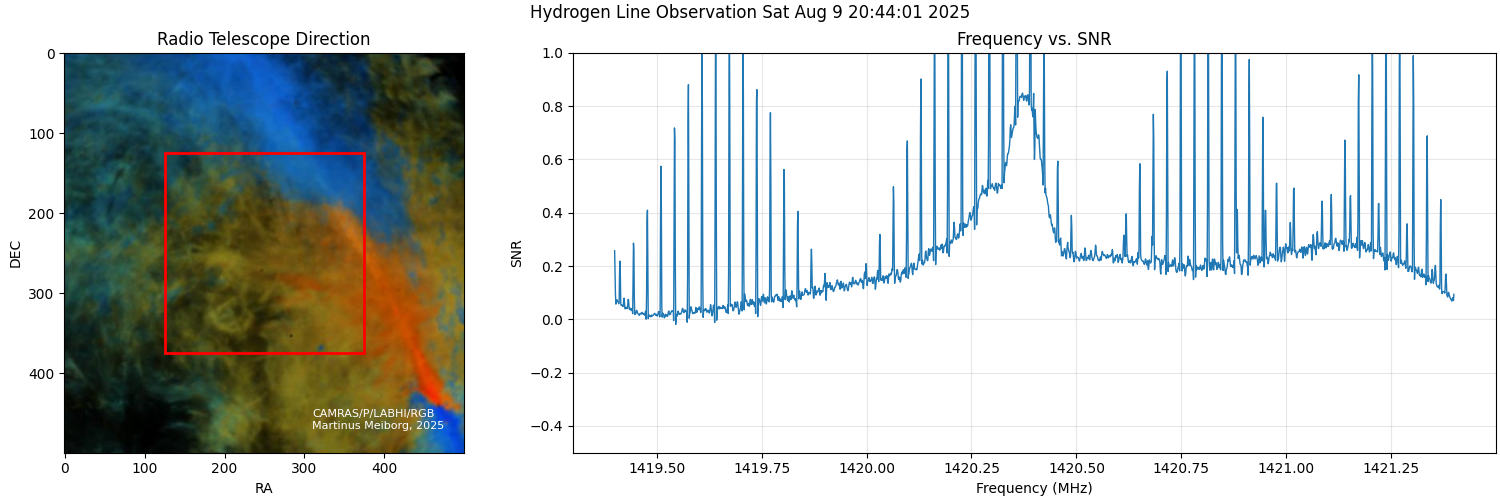 Hydrogen Line Observation Sat Aug 9 20:44:01 2025
Radio Telescope Direction
0
100
200
300
400
DEC
CAMRAS/P/LABHI/RGB
Martinus Meiborg, 2025
0 100 200 300 400
RA
Frequency vs. SNR
1.0
0.8
0.6
0.4
0.2
0.0
−0.2
−0.4
SNR
1419.50 1419.75 1420.00 1420.25 1420.50 1420.75 1421.00 1421.25
Frequency (MHz)